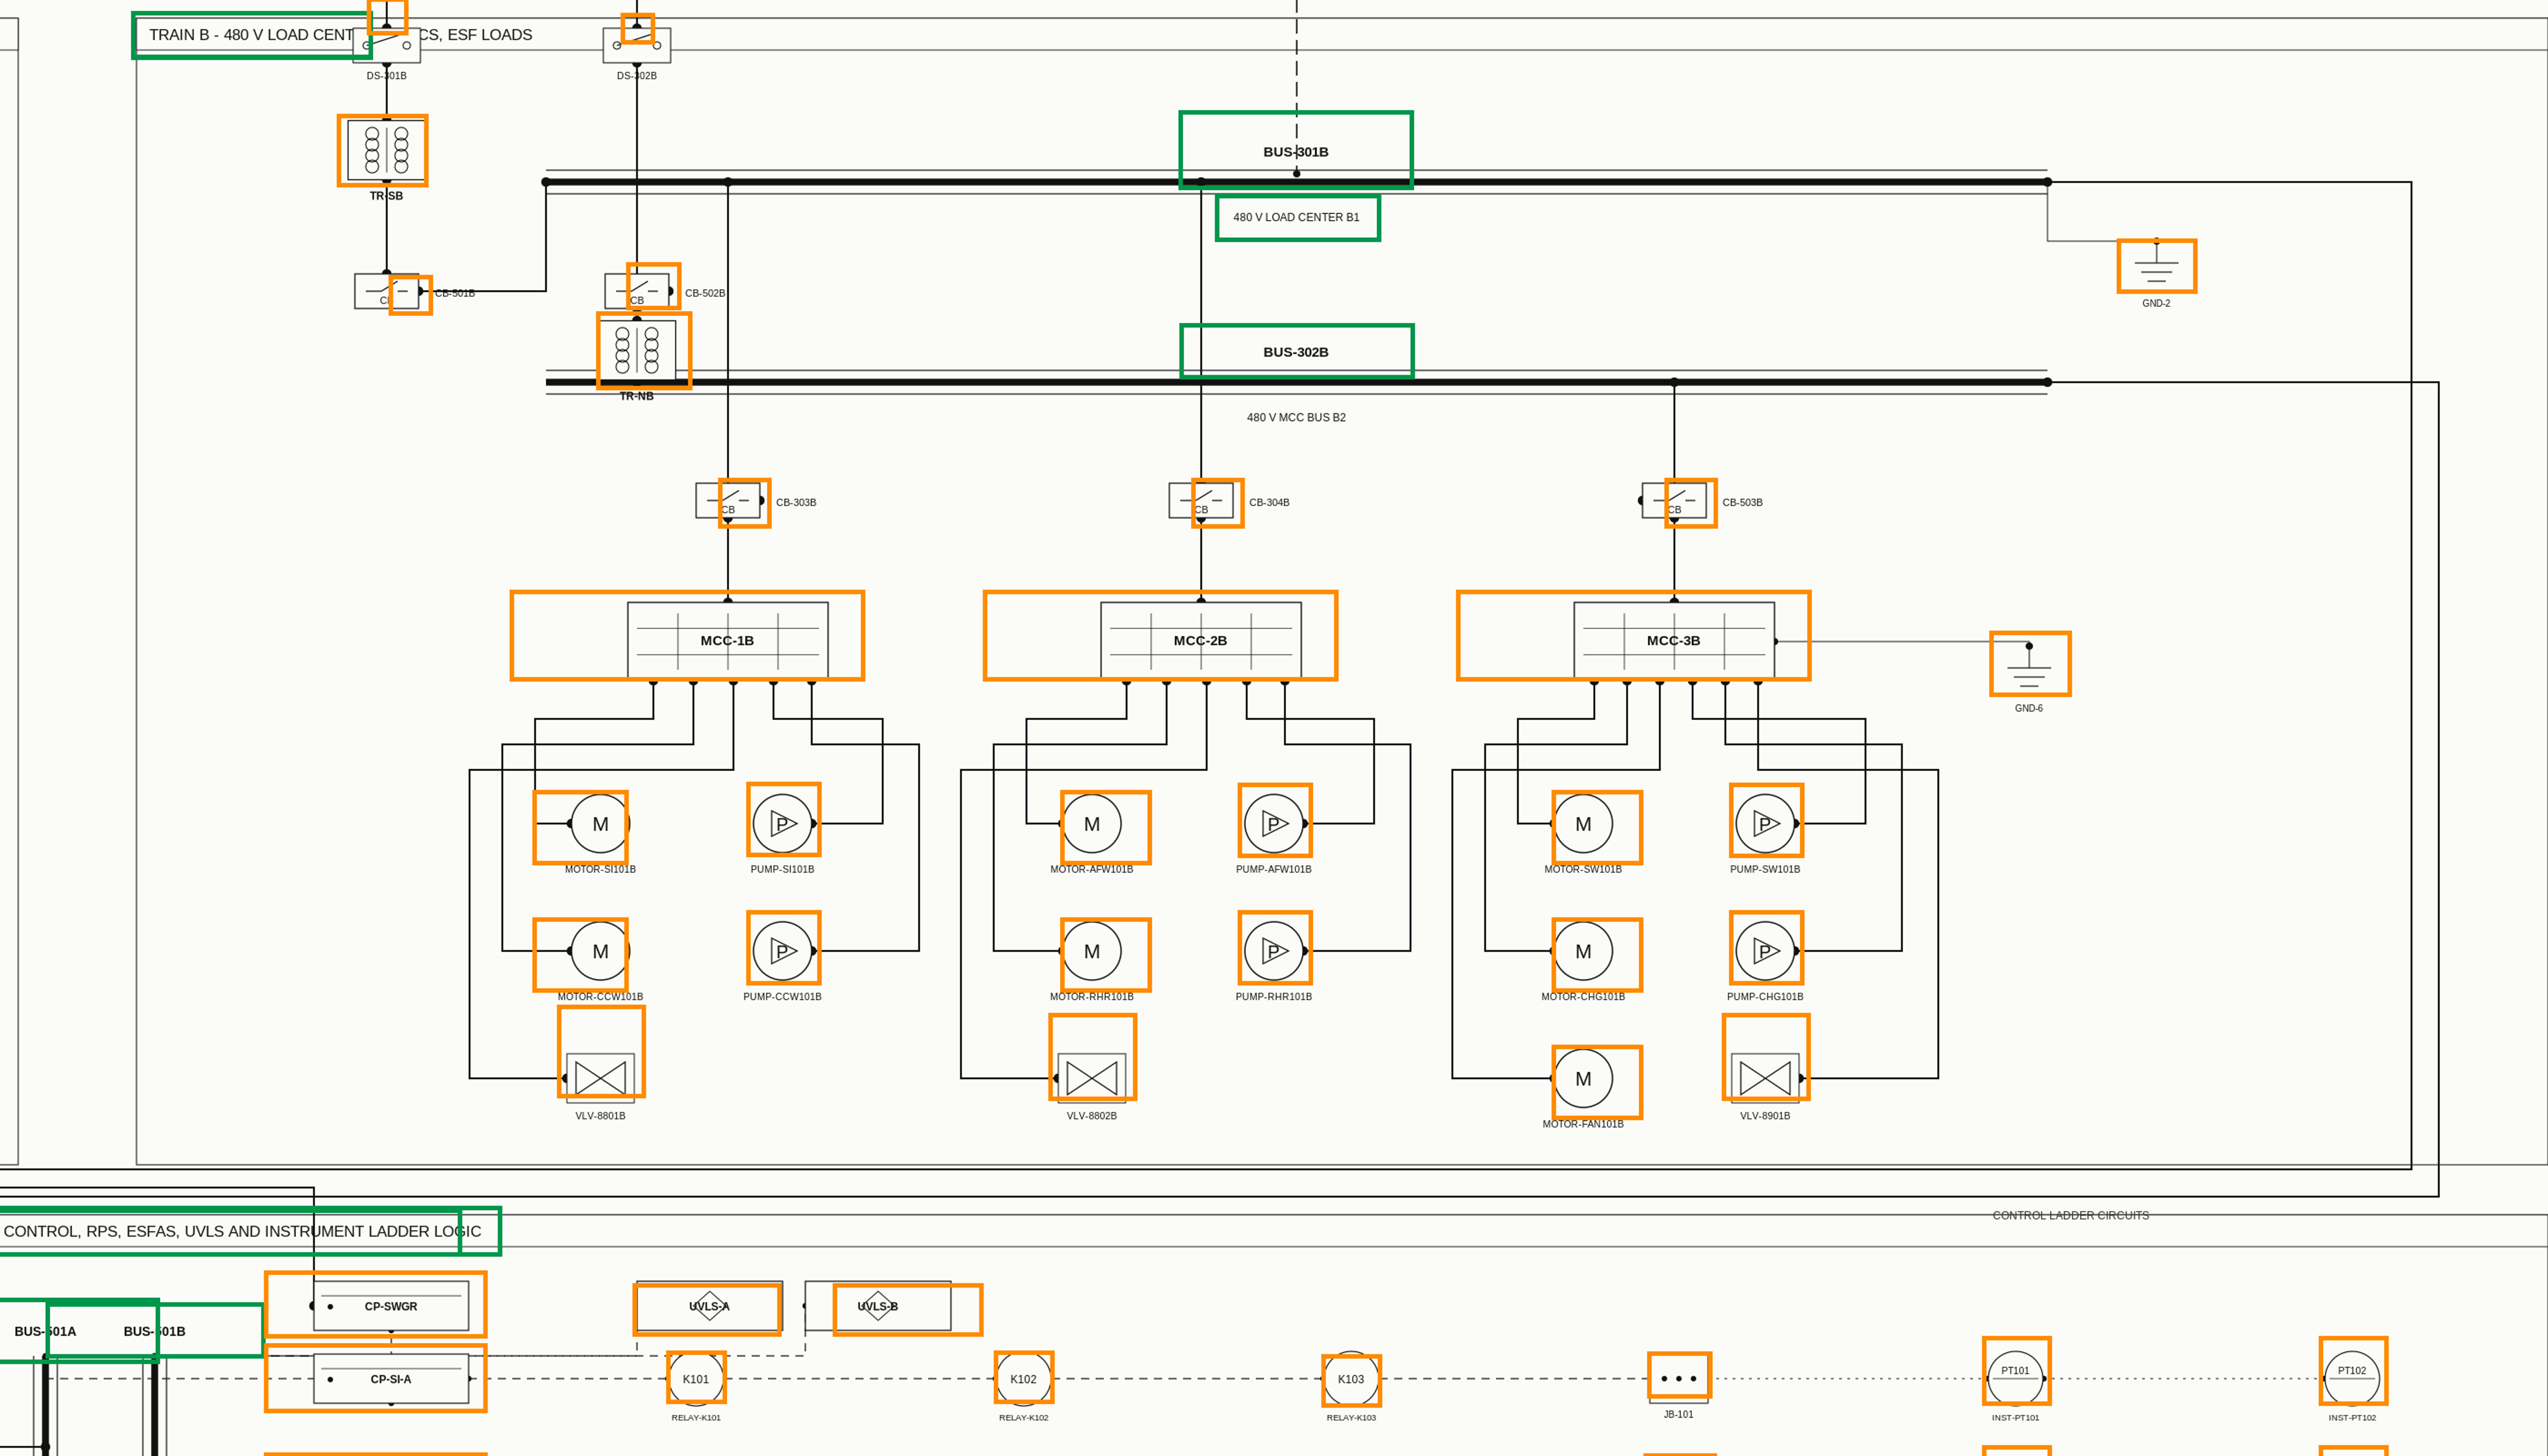 TRAIN B - 480 V LOAD CENT CS, ESF LOADS
DS-301B
DS-302B
BUS-301B
TR-SB
480 V LOAD CENTER B1
CB
CB-501B
CB
CB-502B
GND-2
BUS-302B
TR-NB
480 V MCC BUS B2
CB
CB-303B
CB
CB-304B
CB
CB-503B
MCC-1B
MCC-2B
MCC-3B
GND-6
M
P
M
P
M
P
MOTOR-SI101B
PUMP-SI101B
MOTOR-AFW101B
PUMP-AFW101B
MOTOR-SW101B
PUMP-SW101B
M
P
M
P
M
P
MOTOR-CCW101B
PUMP-CCW101B
MOTOR-RHR101B
PUMP-RHR101B
MOTOR-CHG101B
PUMP-CHG101B
M
VLV-8801B
VLV-8802B
MOTOR-FAN101B
VLV-8901B
CONTROL LADDER CIRCUITS
CONTROL, RPS, ESFAS, UVLS AND INSTRUMENT LADDER LOGIC
CP-SWGR
UVLS-A
UVLS-B
BUS-501A
BUS-501B
CP-SI-A
K101
K102
K103
PT101
PT102
RELAY-K101
RELAY-K102
RELAY-K103
JB-101
INST-PT101
INST-PT102